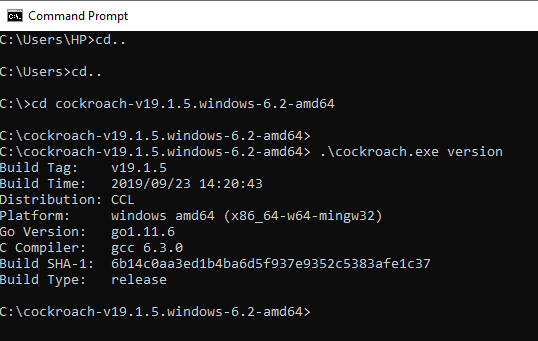 Command Prompt
C:\Users\HP>cd..
C:\Users>cd..
C:\>cd cockroach-v19.1.5.windows-6.2-amd64
C:\cockroach-v19.1.5.windows-6.2-amd64>
C:\cockroach-v19.1.5.windows-6.2-amd64> .\cockroach.exe version
Build Tag:    v19.1.5
Build Time:   2019/09/23 14:20:43
Distribution: CCL
Platform:     windows amd64 (x86_64-w64-mingw32)
Go Version:   go1.11.6
C Compiler:   gcc 6.3.0
Build SHA-1:  6b14c0aa3ed1b4ba6d5f937e9352c5383afe1c37
Build Type:   release
C:\cockroach-v19.1.5.windows-6.2-amd64>